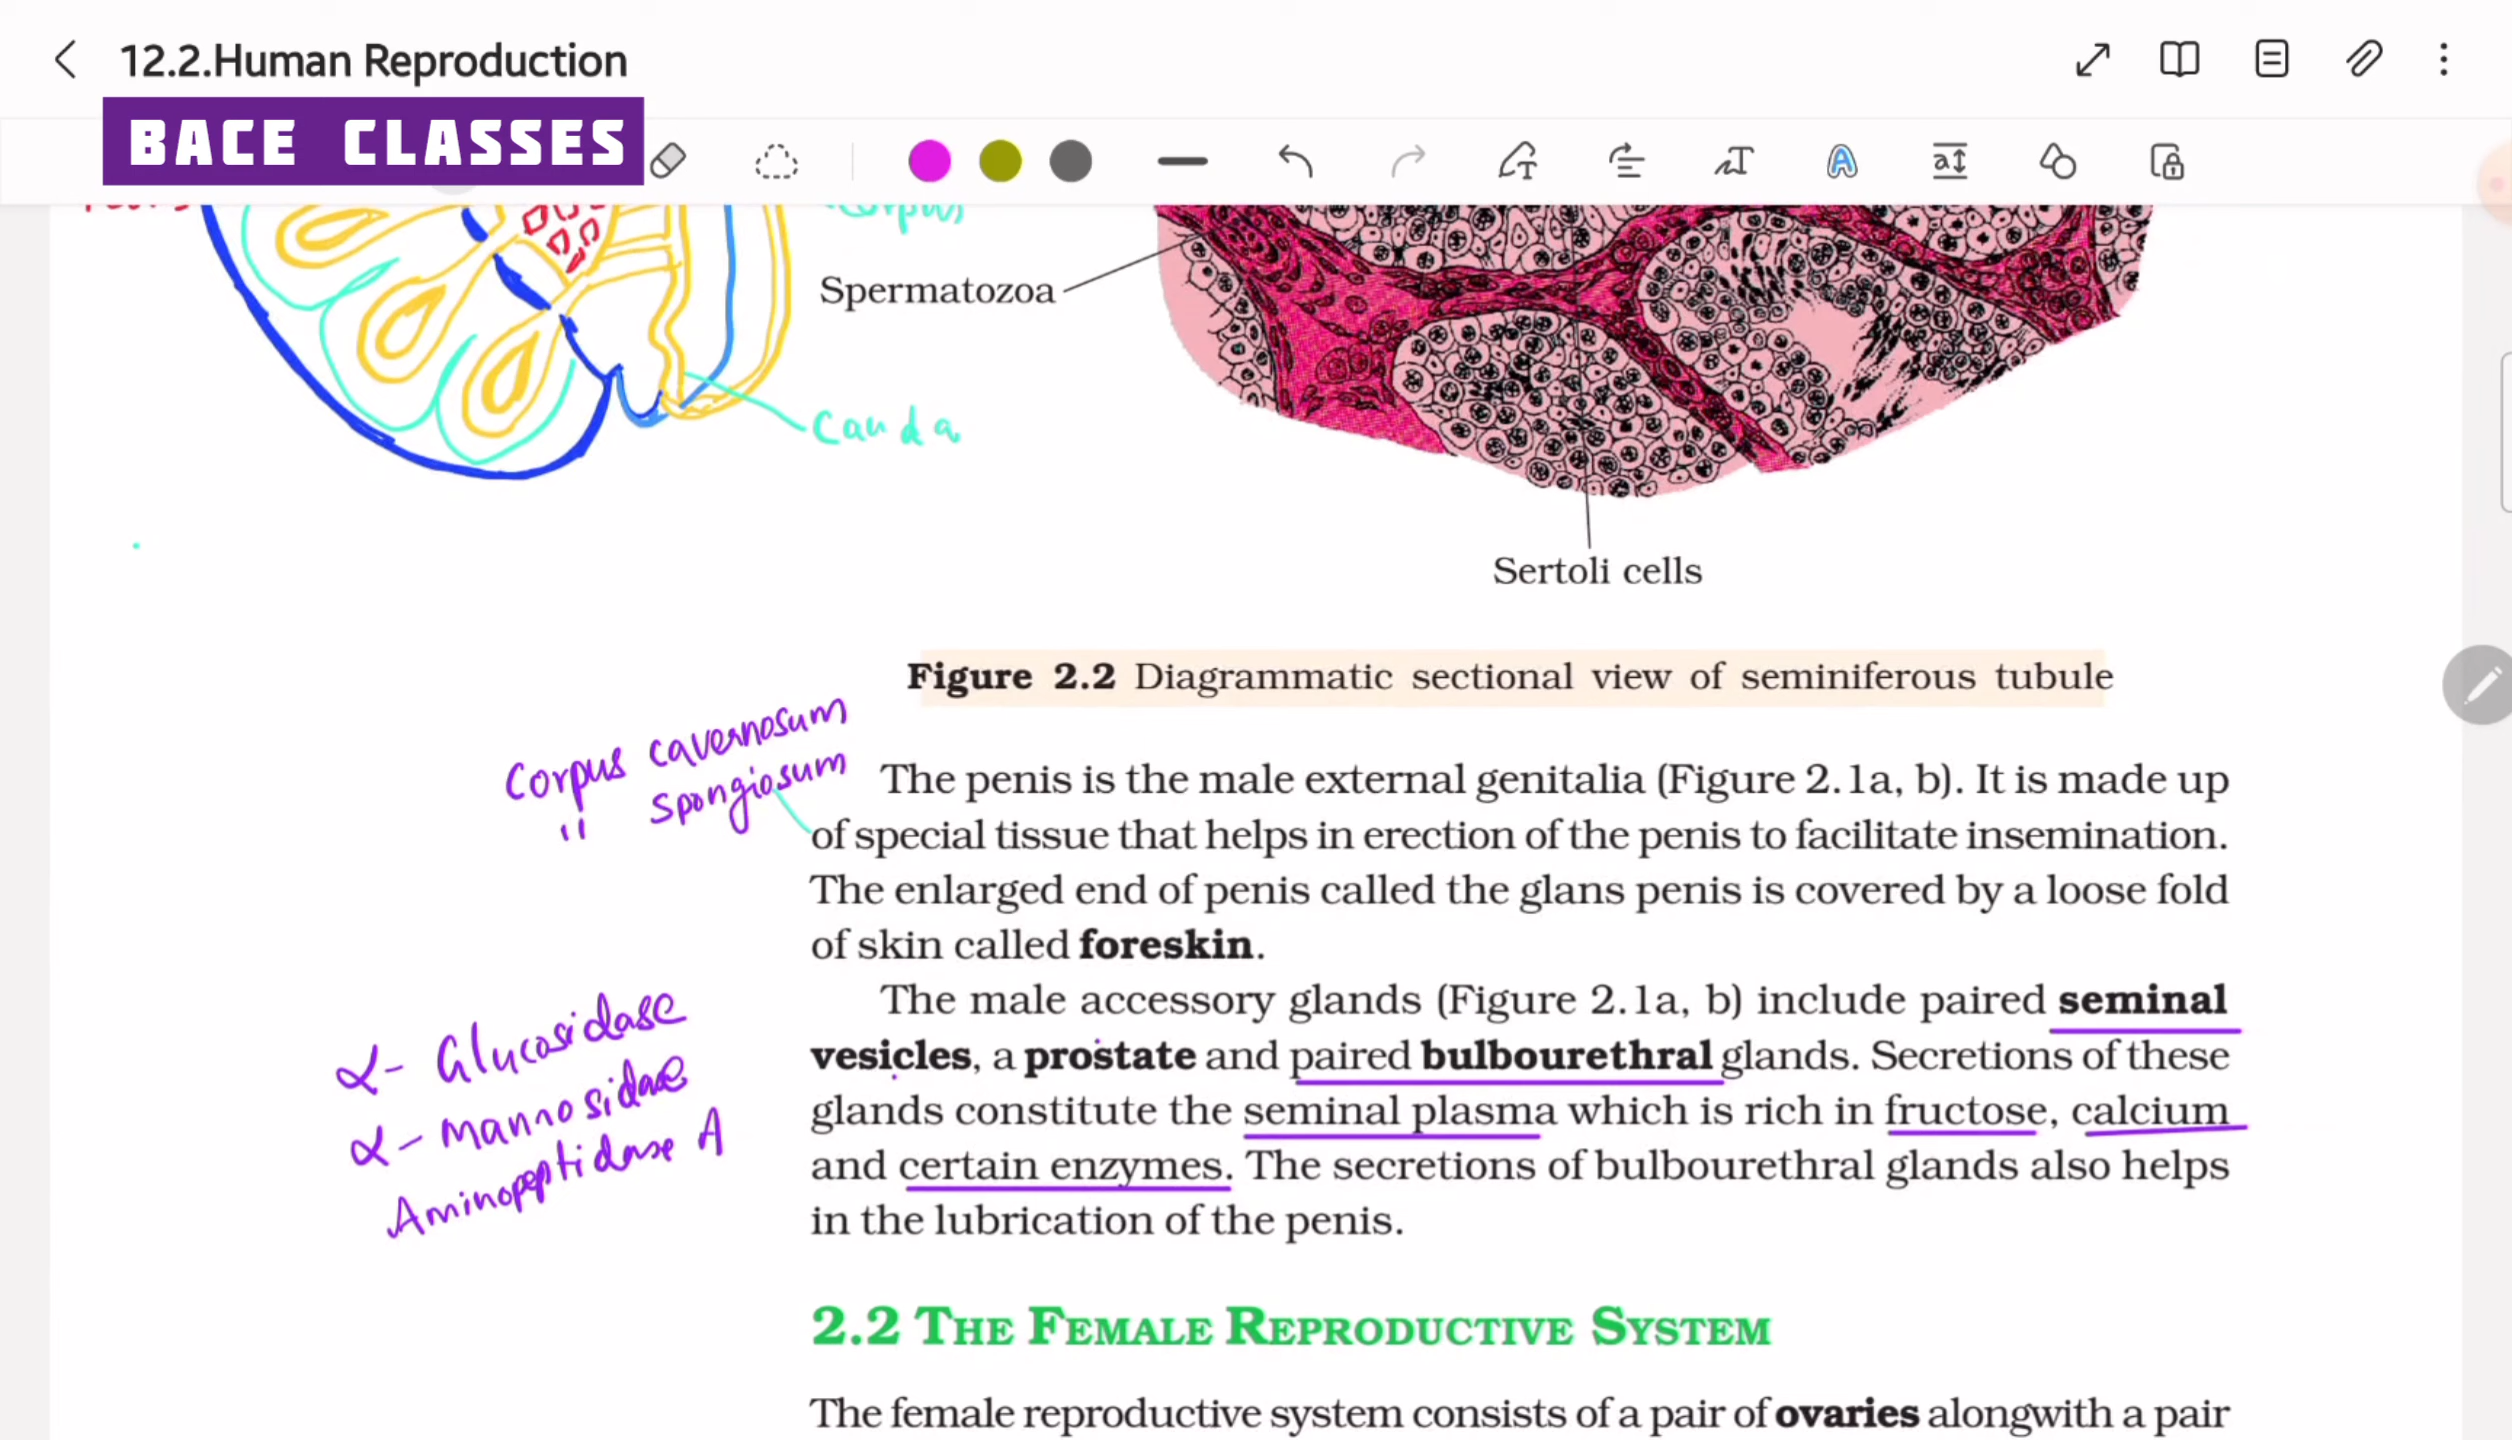 12.2.Human Reproduction
BACE CLASSES
Spermatozoa
Cauda
Sertoli cells
Figure 2.2 Diagrammatic sectional view of seminiferous tubule
Corpus cavernosum
" spongiosum
The penis is the male external genitalia (Figure 2.1a, b). It is made up
of special tissue that helps in erection of the penis to facilitate insemination.
The enlarged end of penis called the glans penis is covered by a loose fold
of skin called foreskin.
α- Glucosidase
α- mannosidase
Aminopeptidase A
The male accessory glands (Figure 2.1a, b) include paired seminal
vesicles, a prostate and paired bulbourethral glands. Secretions of these
glands constitute the seminal plasma which is rich in fructose, calcium
and certain enzymes. The secretions of bulbourethral glands also helps
in the lubrication of the penis.
2.2 THE FEMALE REPRODUCTIVE SYSTEM
The female reproductive system consists of a pair of ovaries alongwith a pair